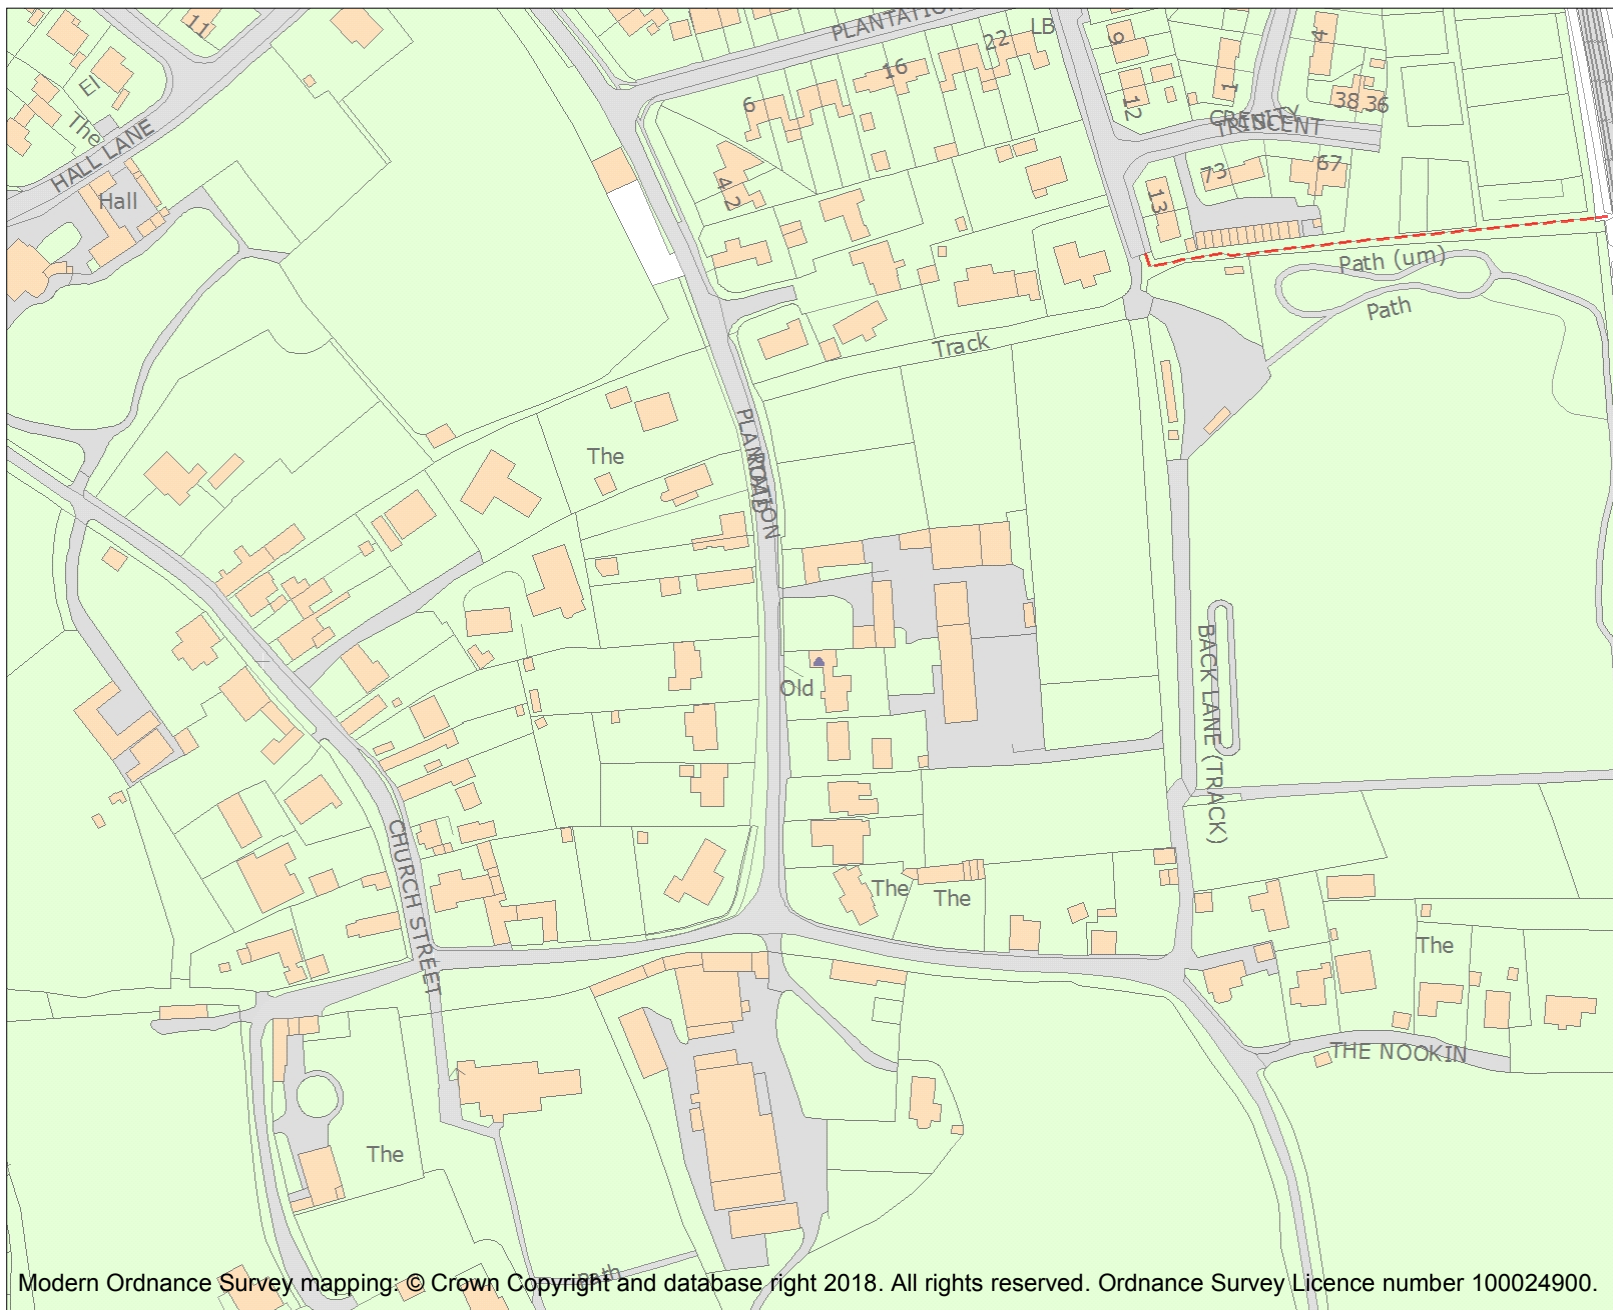 11
PLANTATION
LB
9
4
22
16
El
1
38 36
6
12
The
CRESCENT
TRINITY
HALL LANE
73
67
4 2
13
Hall
Path (um)
Path
Track
PLANTATION
ROAD
The
Old
BACK LANE (TRACK)
CHURCH STREET
The
The
The
THE NOOKIN
The
Path
Modern Ordnance Survey mapping: © Crown Copyright and database right 2018. All rights reserved. Ordnance Survey Licence number 100024900.